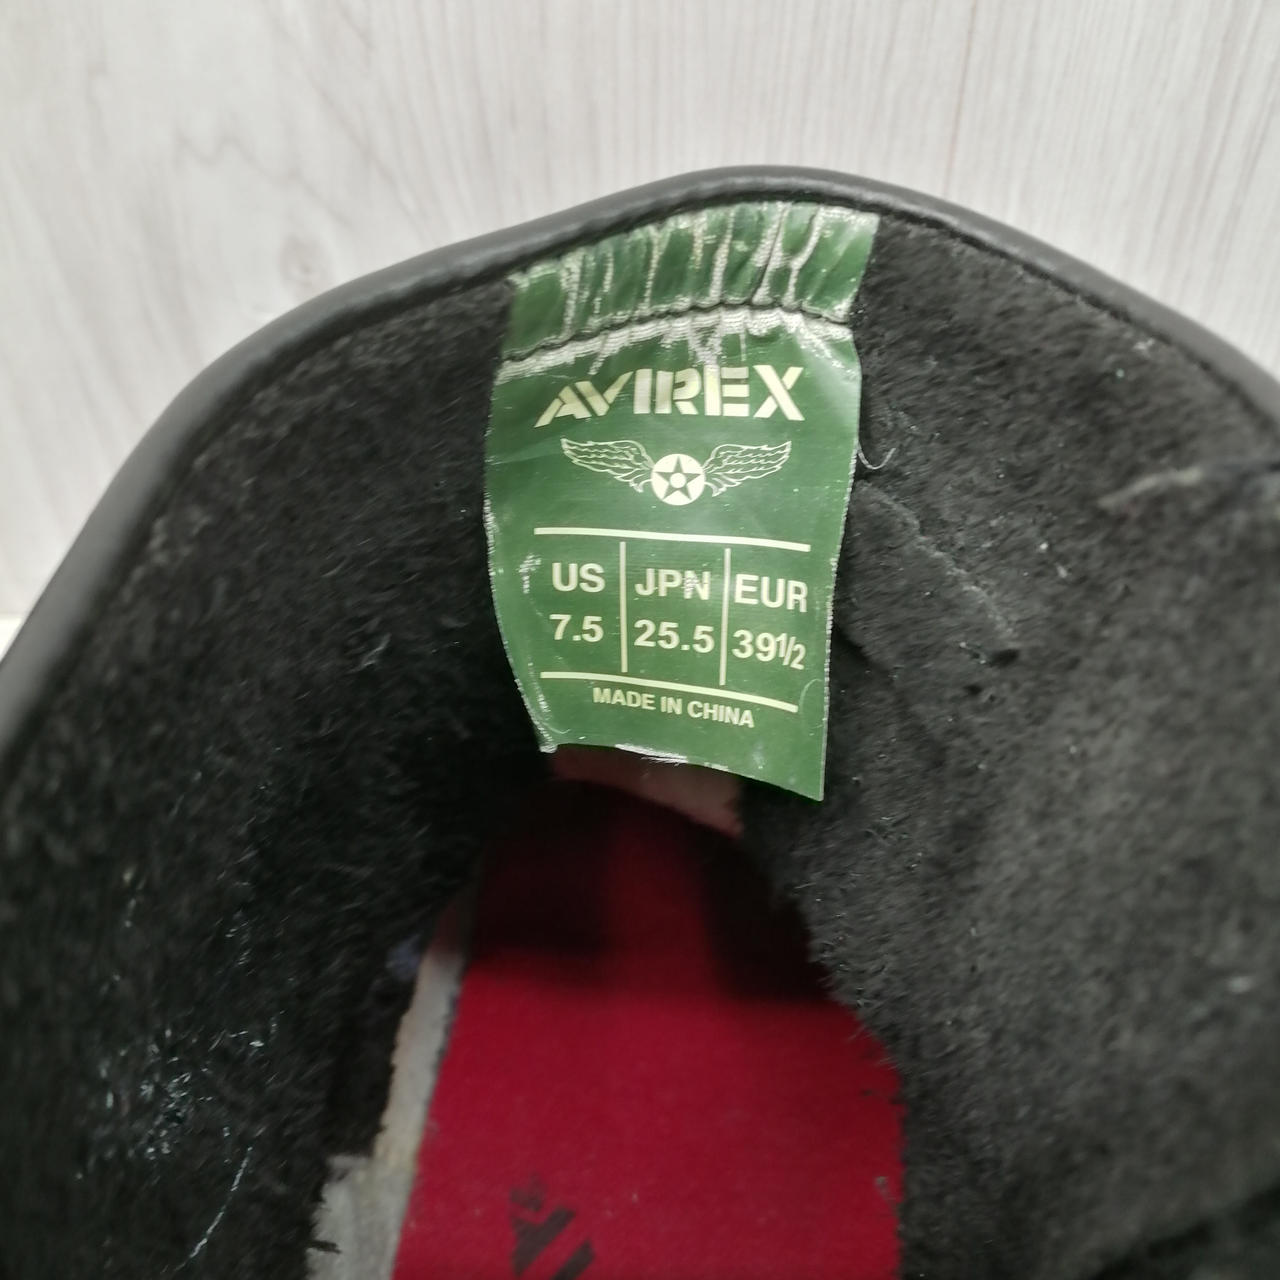 AVIREX
US JPN EUR
7.5 25.5 39½
MADE IN CHINA